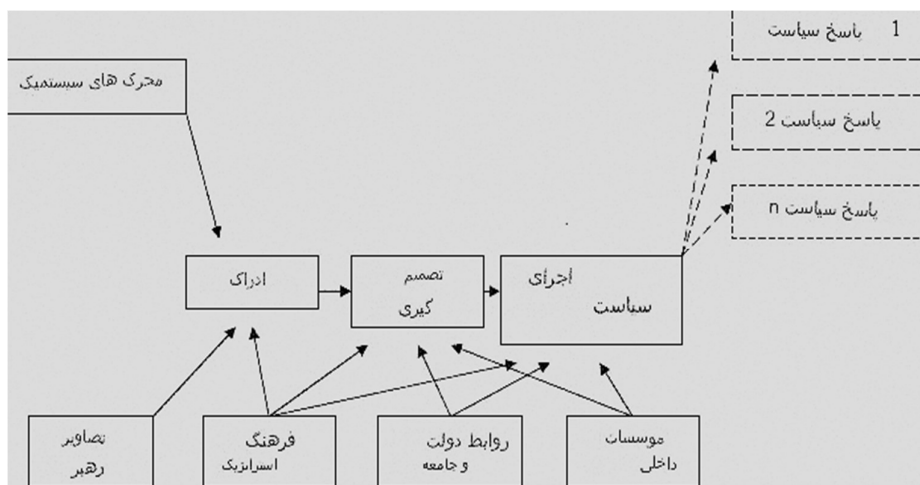 پاسخ سیاست 1
محرک های سیستمیک
پاسخ سیاست 2
پاسخ سیاست n
ادراک
تصمیم
گیری
اجرای
سیاست
تصاویر
رهبر
فرهنگ
استراتژیک
روابط دولت
و جامعه
موسسات
داخلی